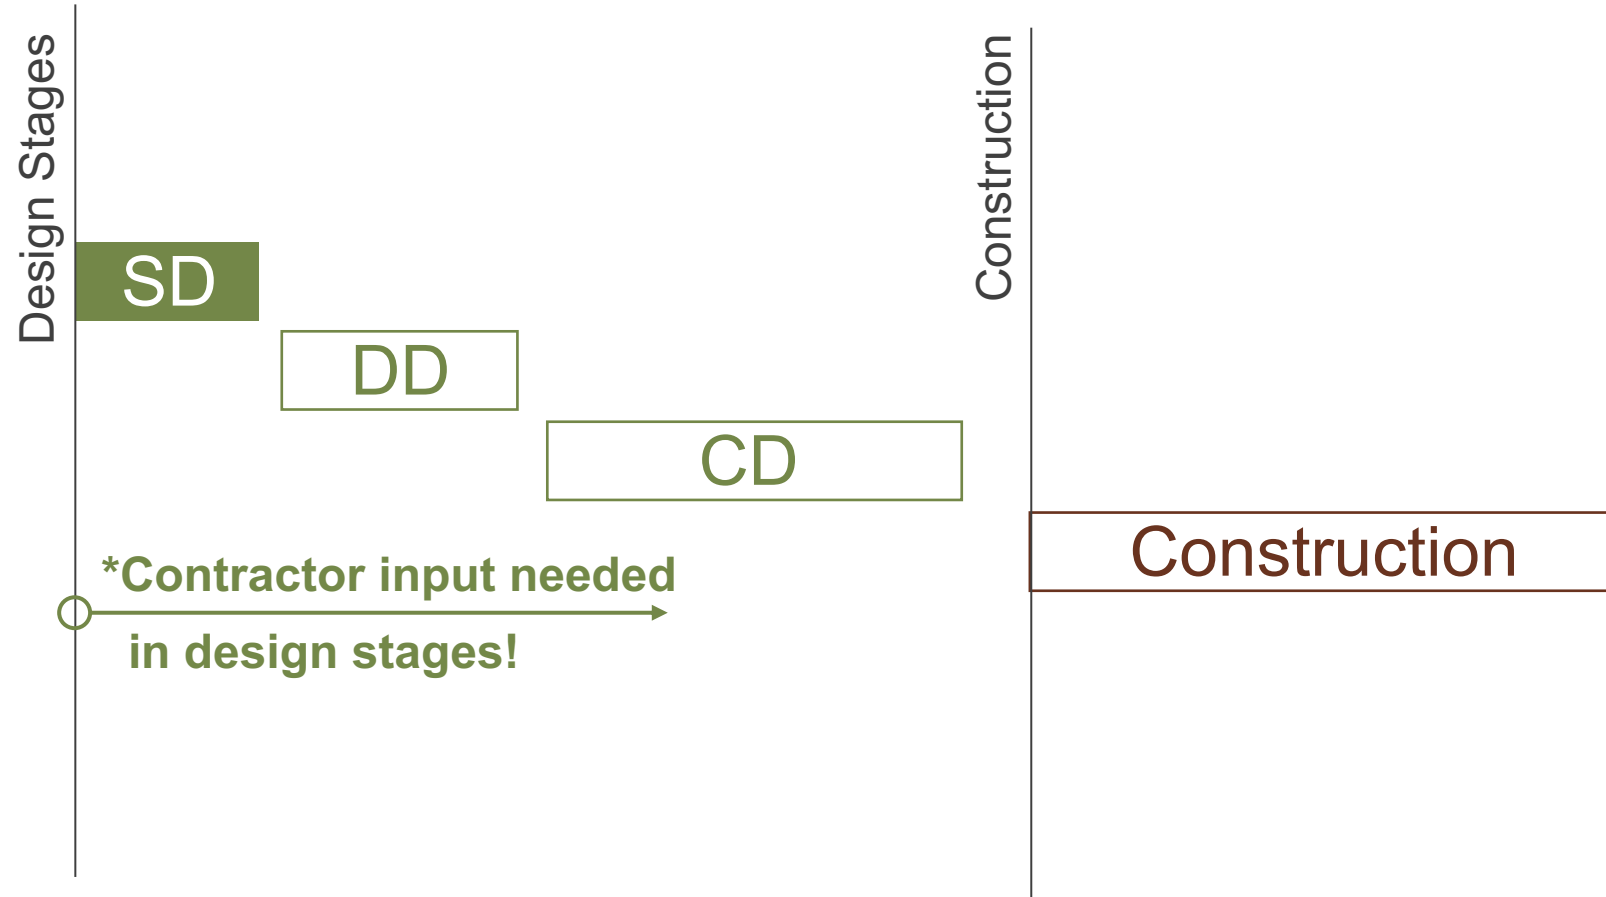 Design Stages
Construction
SD
DD
CD
Construction
*Contractor input needed
in design stages!